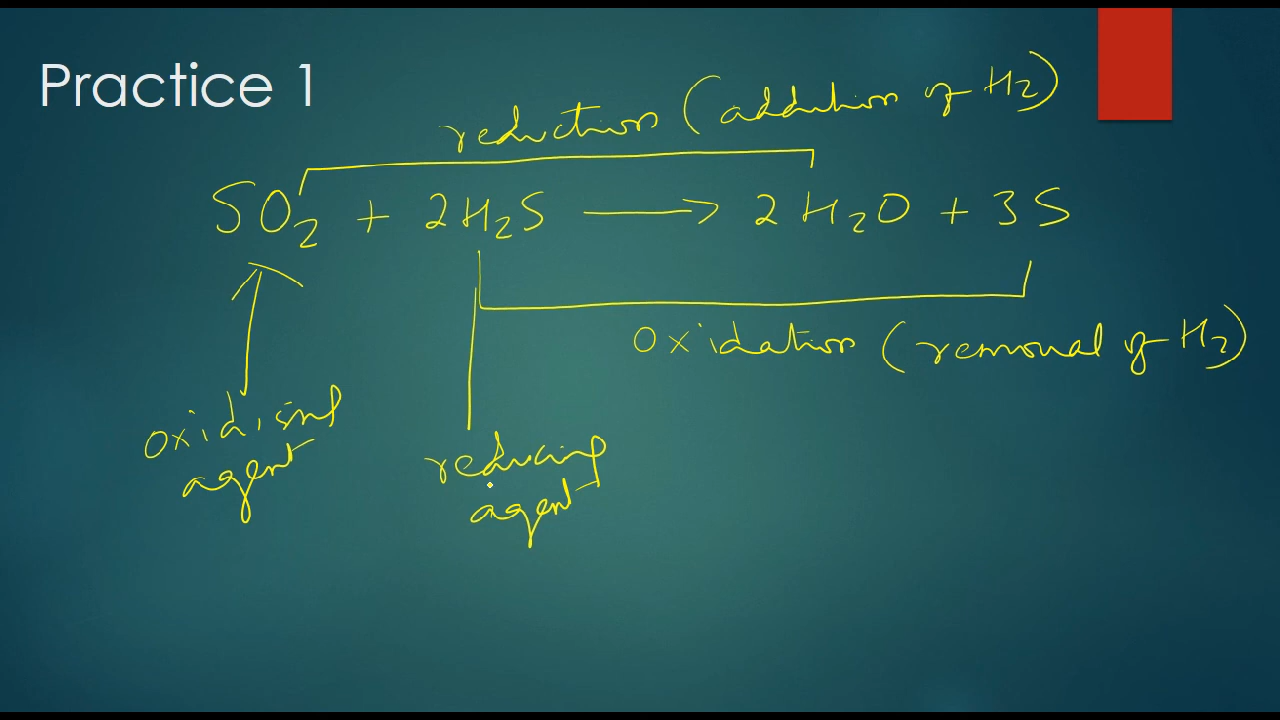 Practice 1
reduction (addition of H2)
SO2 + 2H2S → 2H2O + 3S
oxidation (removal of H2)
oxidising
agent
reducing
agent